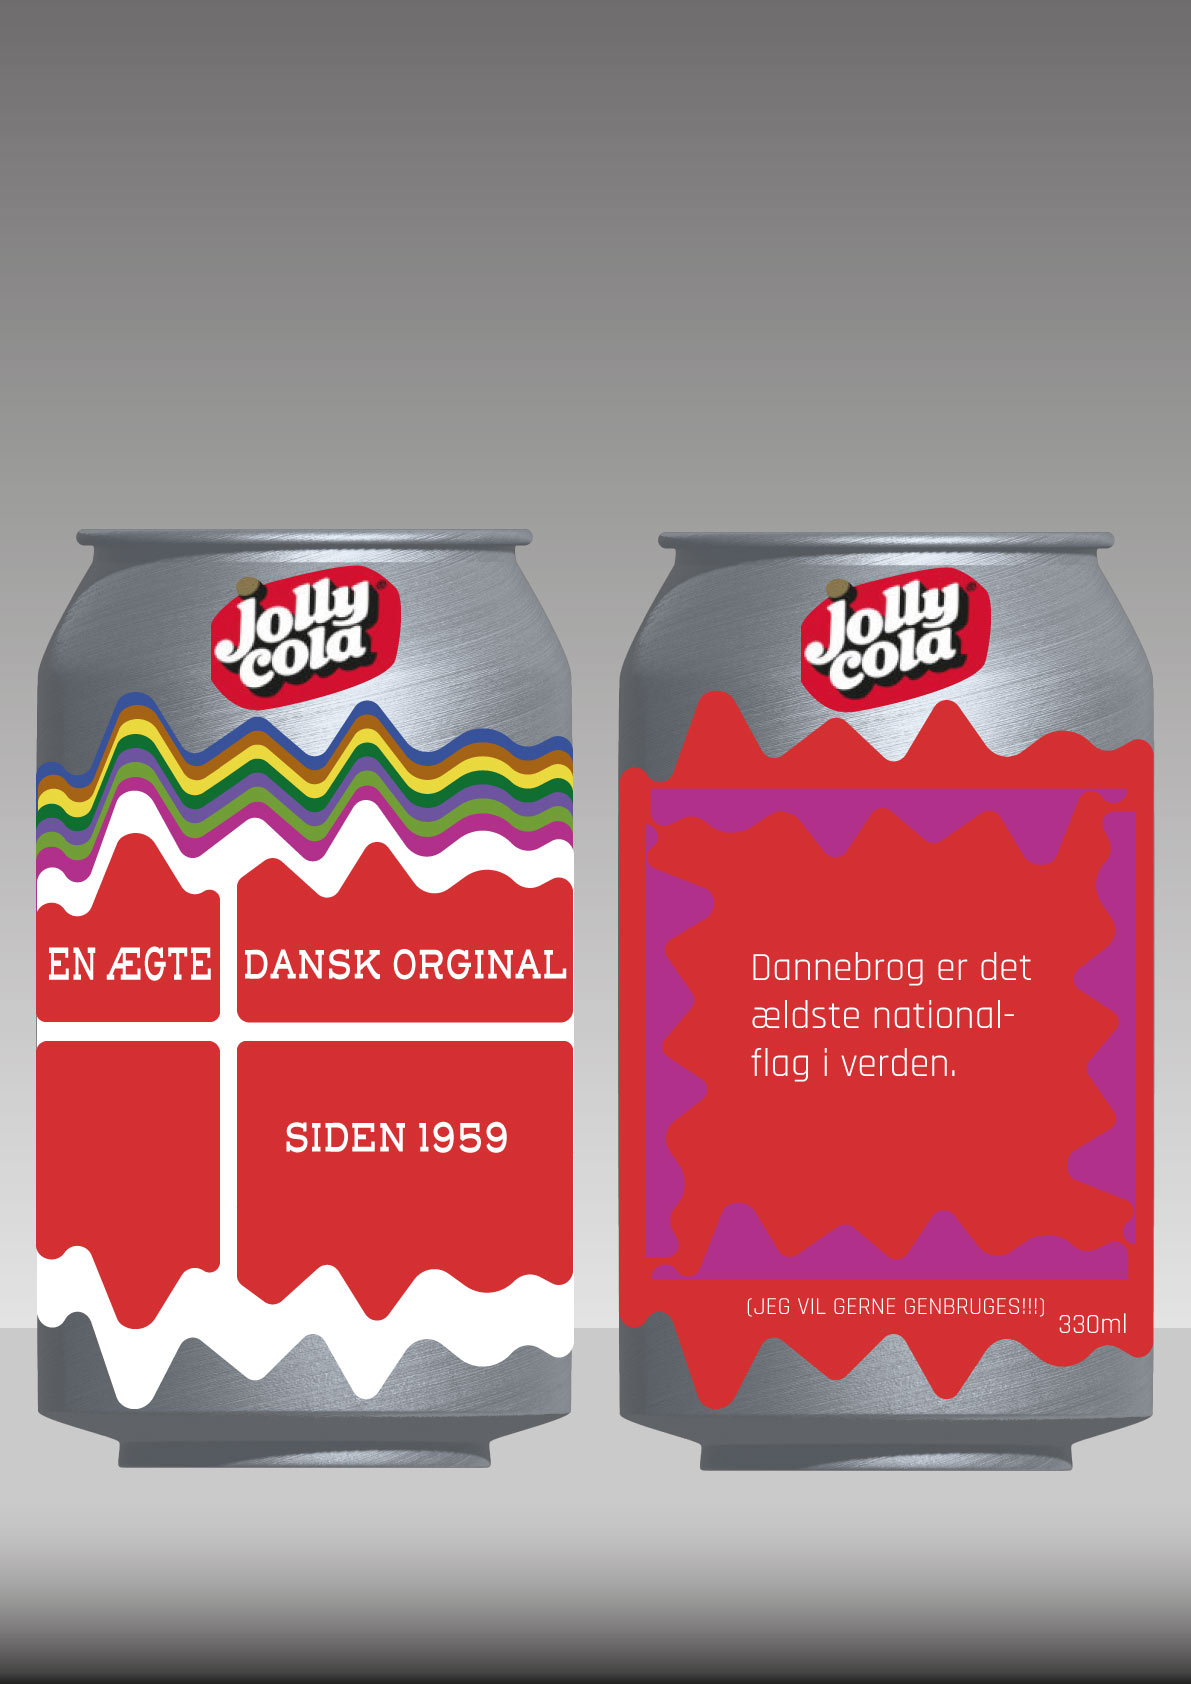 Jolly
cola
®
EN ÆGTE DANSK ORGINAL
SIDEN 1959
Jolly
cola
®
Dannebrog er det
ældste national-
flag i verden.
(JEG VIL GERNE GENBRUGES!!!)
330ml